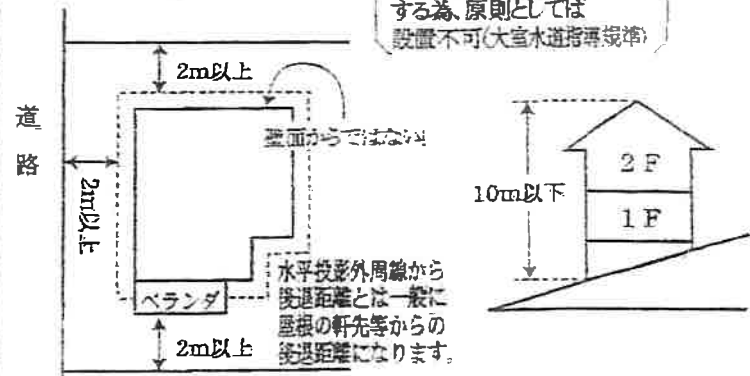 する為、原則としては
設置不可(大室水道指導規準)
2m以上
道路
壁面からではない
2m以上
10m以下
2F
1F
ベランダ
水平投影外周線から
後退距離とは一般に
屋根の軒先等からの
後退距離になります。
2m以上